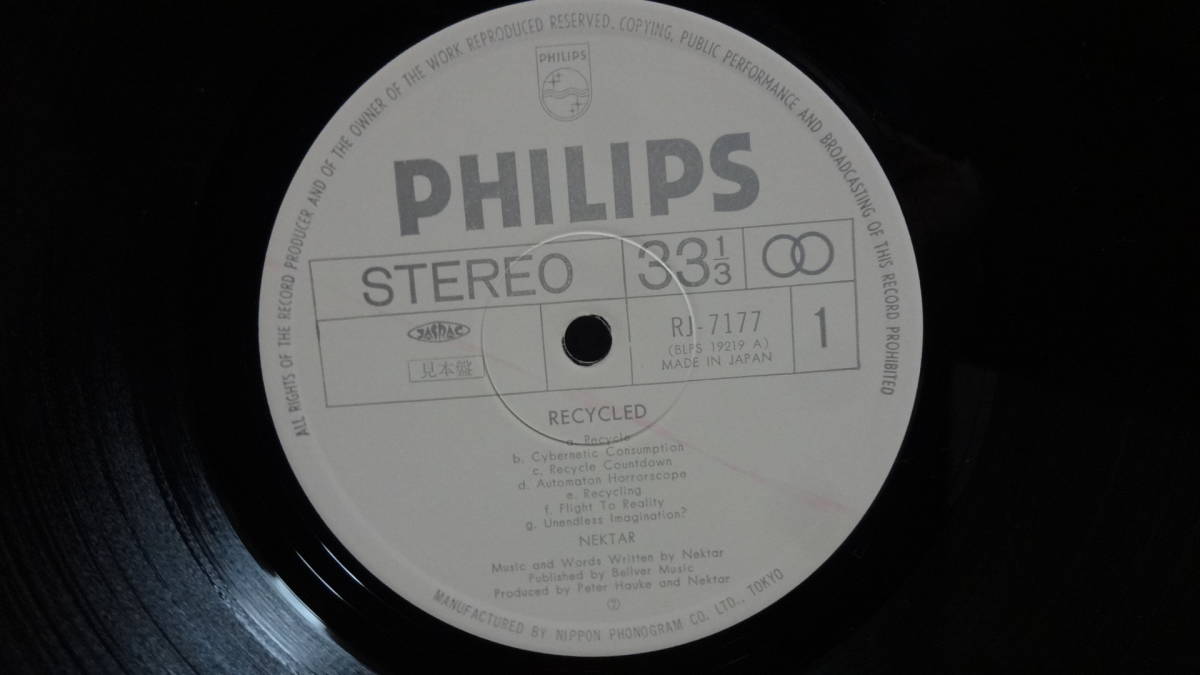 ALL RIGHTS OF THE RECORD PRODUCER AND OF THE OWNER OF THE WORK REPRODUCED RESERVED. COPYING, PUBLIC PERFORMANCE AND BROADCASTING OF THIS RECORD PROHIBITED
PHILIPS
PHILIPS
STEREO 33 1/3
JASRAC RJ-7177 1
(BLPS 19219 A)
見本盤 MADE IN JAPAN
RECYCLED
a. Recycle
b. Cybernetic Consumption
c. Recycle Countdown
d. Automaton Horrorscope
e. Recycling
f. Flight To Reality
g. Unendless Imagination?
NEKTAR
Music and Words Written by Nektar
Published by Bellver Music
Produced by Peter Hauke and Nektar
②
MANUFACTURED BY NIPPON PHONOGRAM CO. LTD., TOKYO